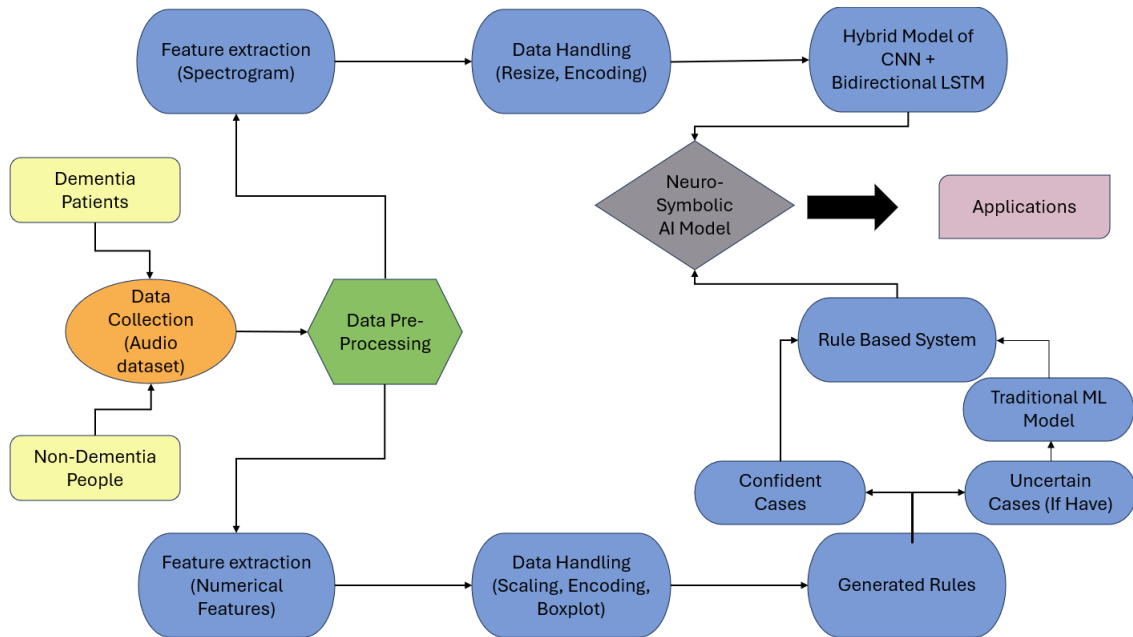 Feature extraction
(Spectrogram)
Data Handling
(Resize, Encoding)
Hybrid Model of
CNN +
Bidirectional LSTM
Dementia
Patients
Neuro-
Symbolic
AI Model
Applications
Data
Collection
(Audio
dataset)
Data Pre-
Processing
Rule Based System
Traditional ML
Model
Non-Dementia
People
Confident
Cases
Uncertain
Cases (If Have)
Feature extraction
(Numerical
Features)
Data Handling
(Scaling, Encoding,
Boxplot)
Generated Rules